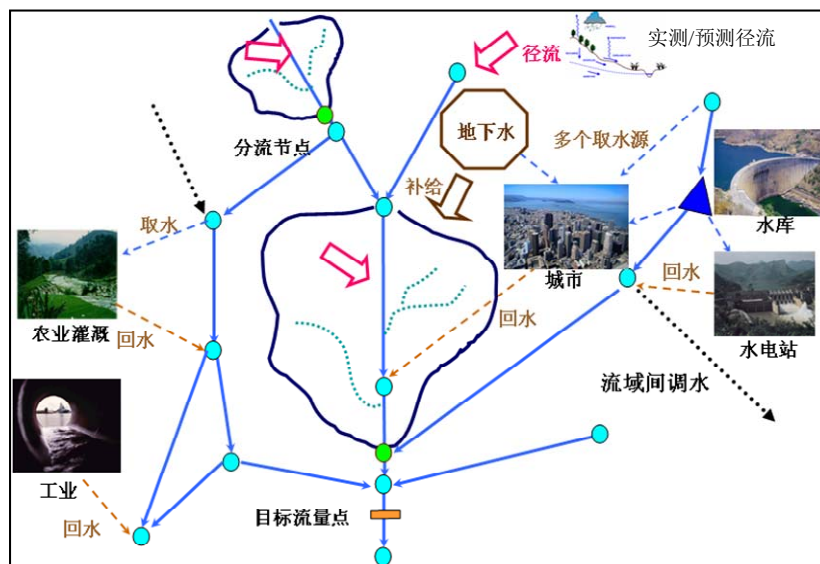 实测/预测径流
径流
地下水
多个取水源
分流节点
补给
取水
水库
城市
回水
农业灌溉
回水
回水
水电站
流域间调水
工业
目标流量点
回水